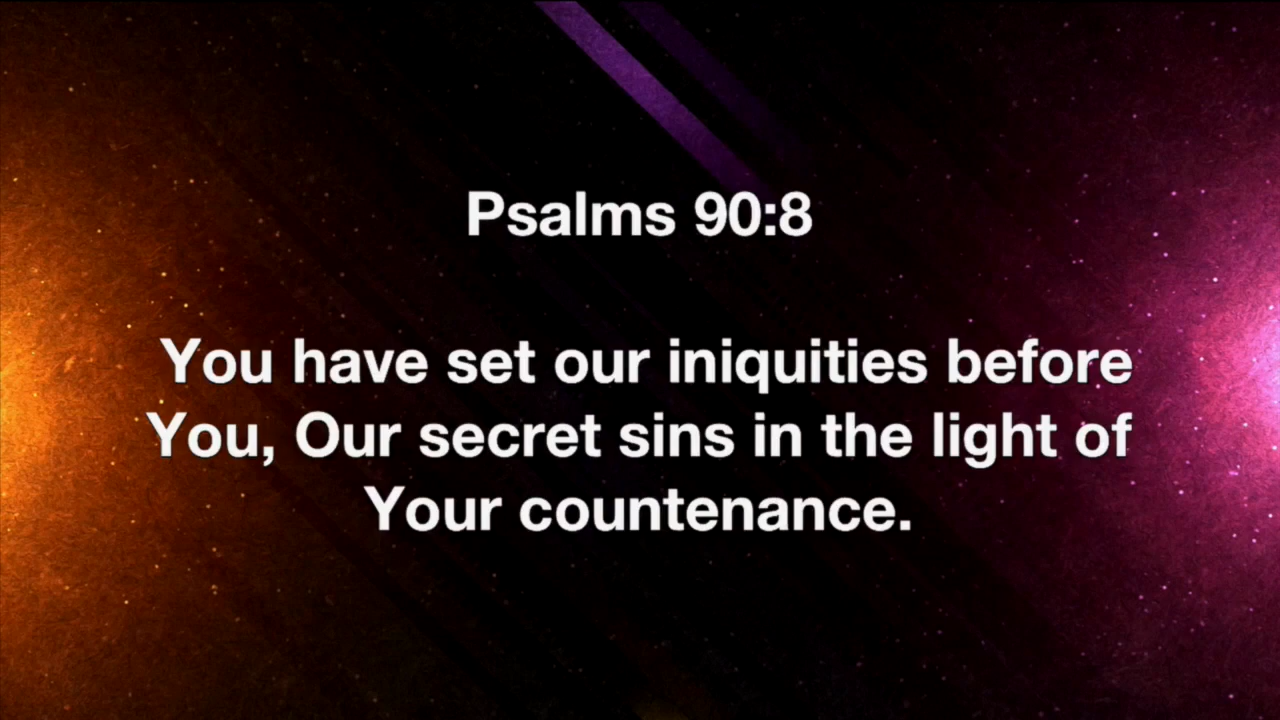 Psalms 90:8
You have set our iniquities before
You, Our secret sins in the light of
Your countenance.